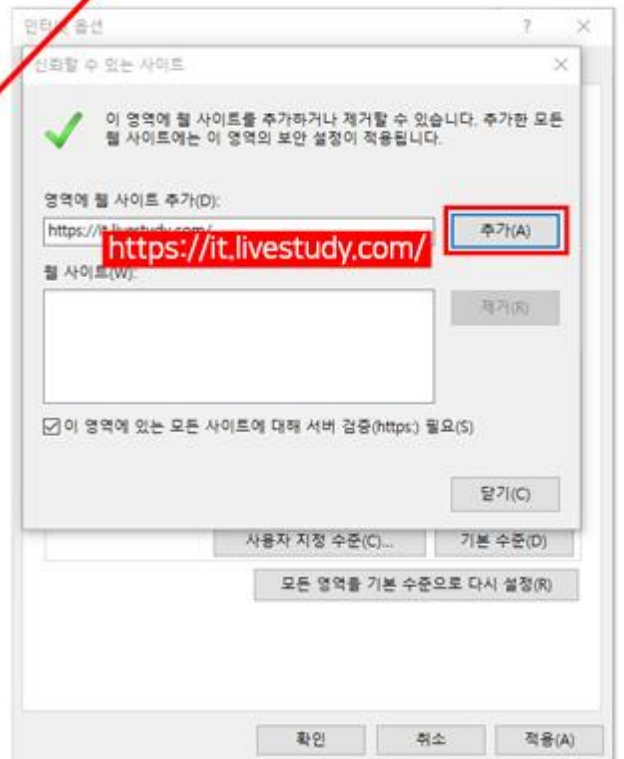 인터넷 옵션 ? ×
신뢰할 수 있는 사이트 ×
이 영역에 웹 사이트를 추가하거나 제거할 수 있습니다. 추가한 모든
웹 사이트에는 이 영역의 보안 설정이 적용됩니다.
영역에 웹 사이트 추가(D):
https://it.livestudy.com/
추가(A)
https://it.livestudy.com/
웹 사이트(W):
제거(R)
이 영역에 있는 모든 사이트에 대해 서버 검증(https:) 필요(S)
닫기(C)
사용자 지정 수준(C)... 기본 수준(D)
모든 영역을 기본 수준으로 다시 설정(R)
확인 취소 적용(A)